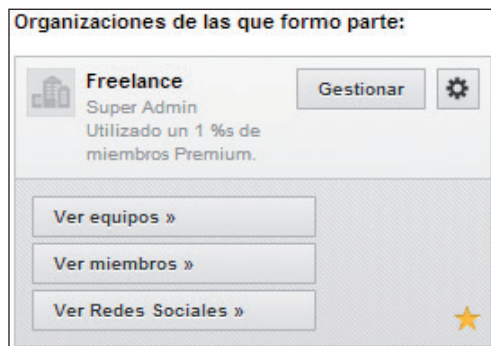 Organizaciones de las que formo parte:
Freelance
Super Admin
Utilizado un 1 %s de
miembros Premium.
Gestionar
Ver equipos »
Ver miembros »
Ver Redes Sociales »